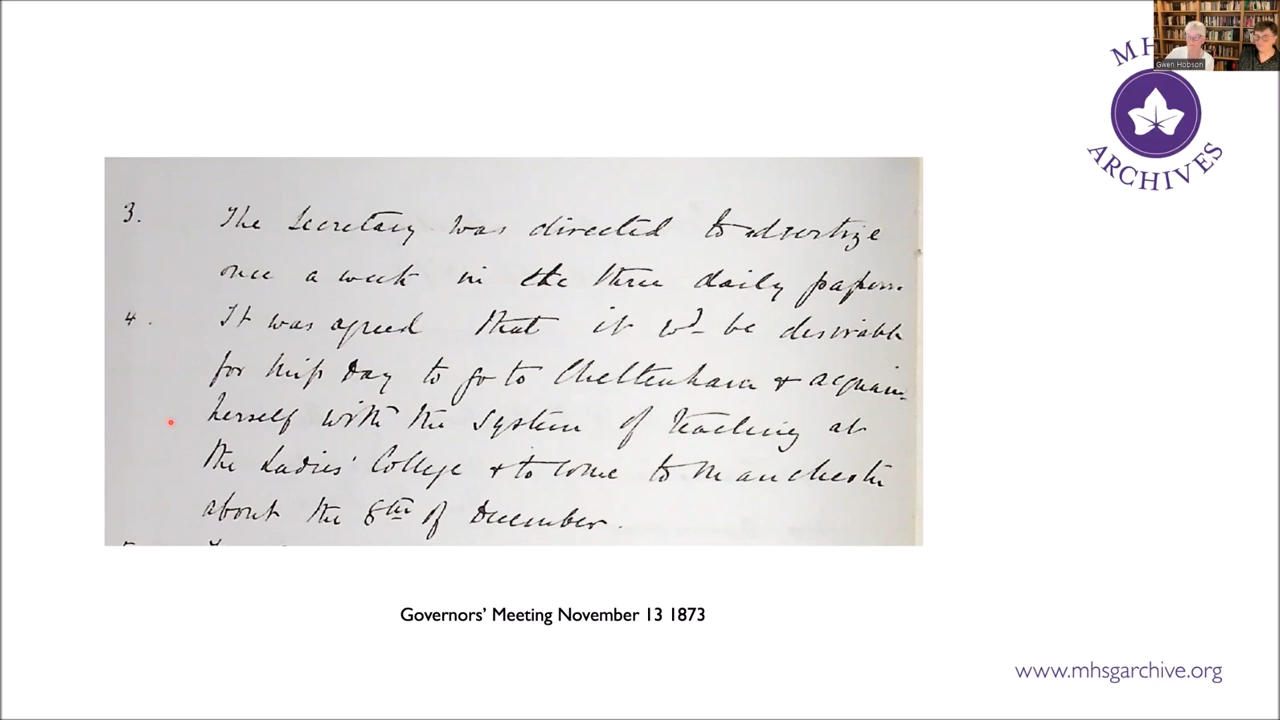 Gwen Hobson
MH
ARCHIVES
3. The Secretary was directed to advertize
once a week in the three daily papers.
4. It was agreed that it wd be desirable
for Miss Day to go to Cheltenham & acquaint
herself with the system of teaching at
the Ladies' College & to come to Manchester
about the 8th of December.
Governors' Meeting November 13 1873
www.mhsgarchive.org